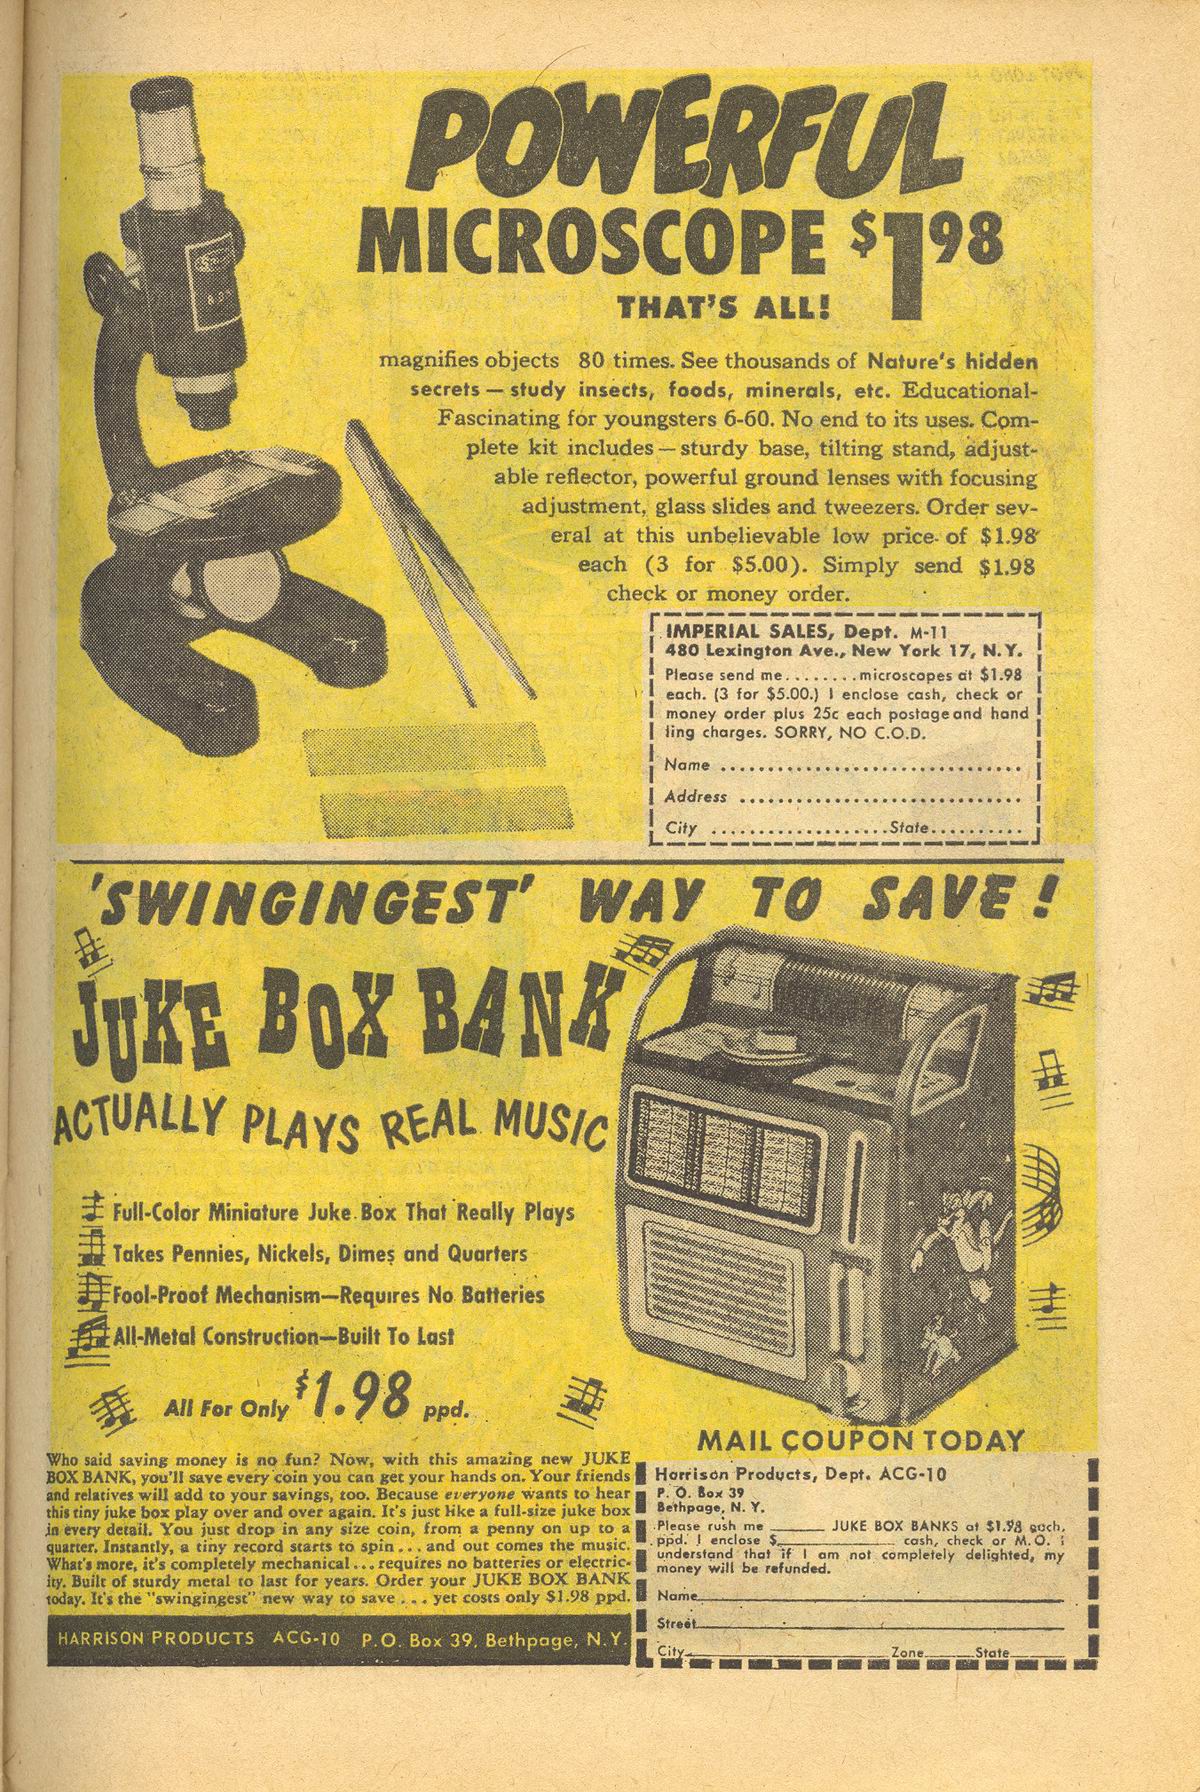 POWERFUL
MICROSCOPE $1 98
THAT'S ALL!
magnifies objects 80 times. See thousands of Nature's hidden
secrets — study insects, foods, minerals, etc. Educational-
Fascinating for youngsters 6-60. No end to its uses. Com-
plete kit includes — sturdy base, tilting stand, adjust-
able reflector, powerful ground lenses with focusing
adjustment, glass slides and tweezers. Order sev-
eral at this unbelievable low price of $1.98
each (3 for $5.00). Simply send $1.98
check or money order.
IMPERIAL SALES, Dept. M-11
480 Lexington Ave., New York 17, N.Y.
Please send me........microscopes at $1.98
each. (3 for $5.00.) I enclose cash, check or
money order plus 25c each postage and hand
ling charges. SORRY, NO C.O.D.
Name ................................
Address ..............................
City ...................State..........
'SWINGINGEST' WAY TO SAVE!
JUKE BOX BANK
ACTUALLY PLAYS REAL MUSIC
Full-Color Miniature Juke Box That Really Plays
Takes Pennies, Nickels, Dimes and Quarters
Fool-Proof Mechanism—Requires No Batteries
All-Metal Construction—Built To Last
All For Only $1.98 ppd.
Who said saving money is no fun? Now, with this amazing new JUKE
BOX BANK, you'll save every coin you can get your hands on. Your friends
and relatives will add to your savings, too. Because everyone wants to hear
this tiny juke box play over and over again. It's just like a full-size juke box
in every detail. You just drop in any size coin, from a penny on up to a
quarter. Instantly, a tiny record starts to spin . . . and out comes the music.
What's more, it's completely mechanical . . . requires no batteries or electric-
ity. Built of sturdy metal to last for years. Order your JUKE BOX BANK
today. It's the "swingingest" new way to save . . . yet costs only $1.98 ppd.
HARRISON PRODUCTS ACG-10 P.O. Box 39, Bethpage, N.Y.
MAIL COUPON TODAY
Harrison Products, Dept. ACG-10
P. O. Box 39
Bethpage, N. Y.
Please rush me ______ JUKE BOX BANKS at $1.98 each,
ppd. I enclose $____________ cash, check or M.O. I
understand that if I am not completely delighted, my
money will be refunded.
Name
Street
City Zone State